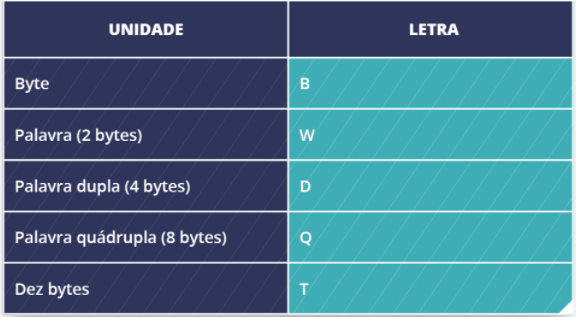 UNIDADE LETRA
Byte B
Palavra (2 bytes) W
Palavra dupla (4 bytes) D
Palavra quádrupla (8 bytes) Q
Dez bytes T